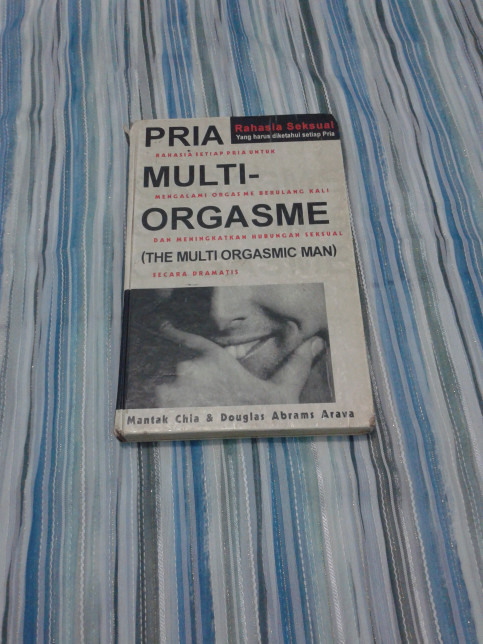 Rahasia Seksual
Yang harus diketahui setiap Pria
PRIA
RAHASIA SETIAP PRIA UNTUK
MULTI-
MENGALAMI ORGASME BERULANG KALI
ORGASME
DAN MENINGKATKAN HUBUNGAN SEKSUAL
(THE MULTI ORGASMIC MAN)
SECARA DRAMATIS
Mantak Chia & Douglas Abrams Arava